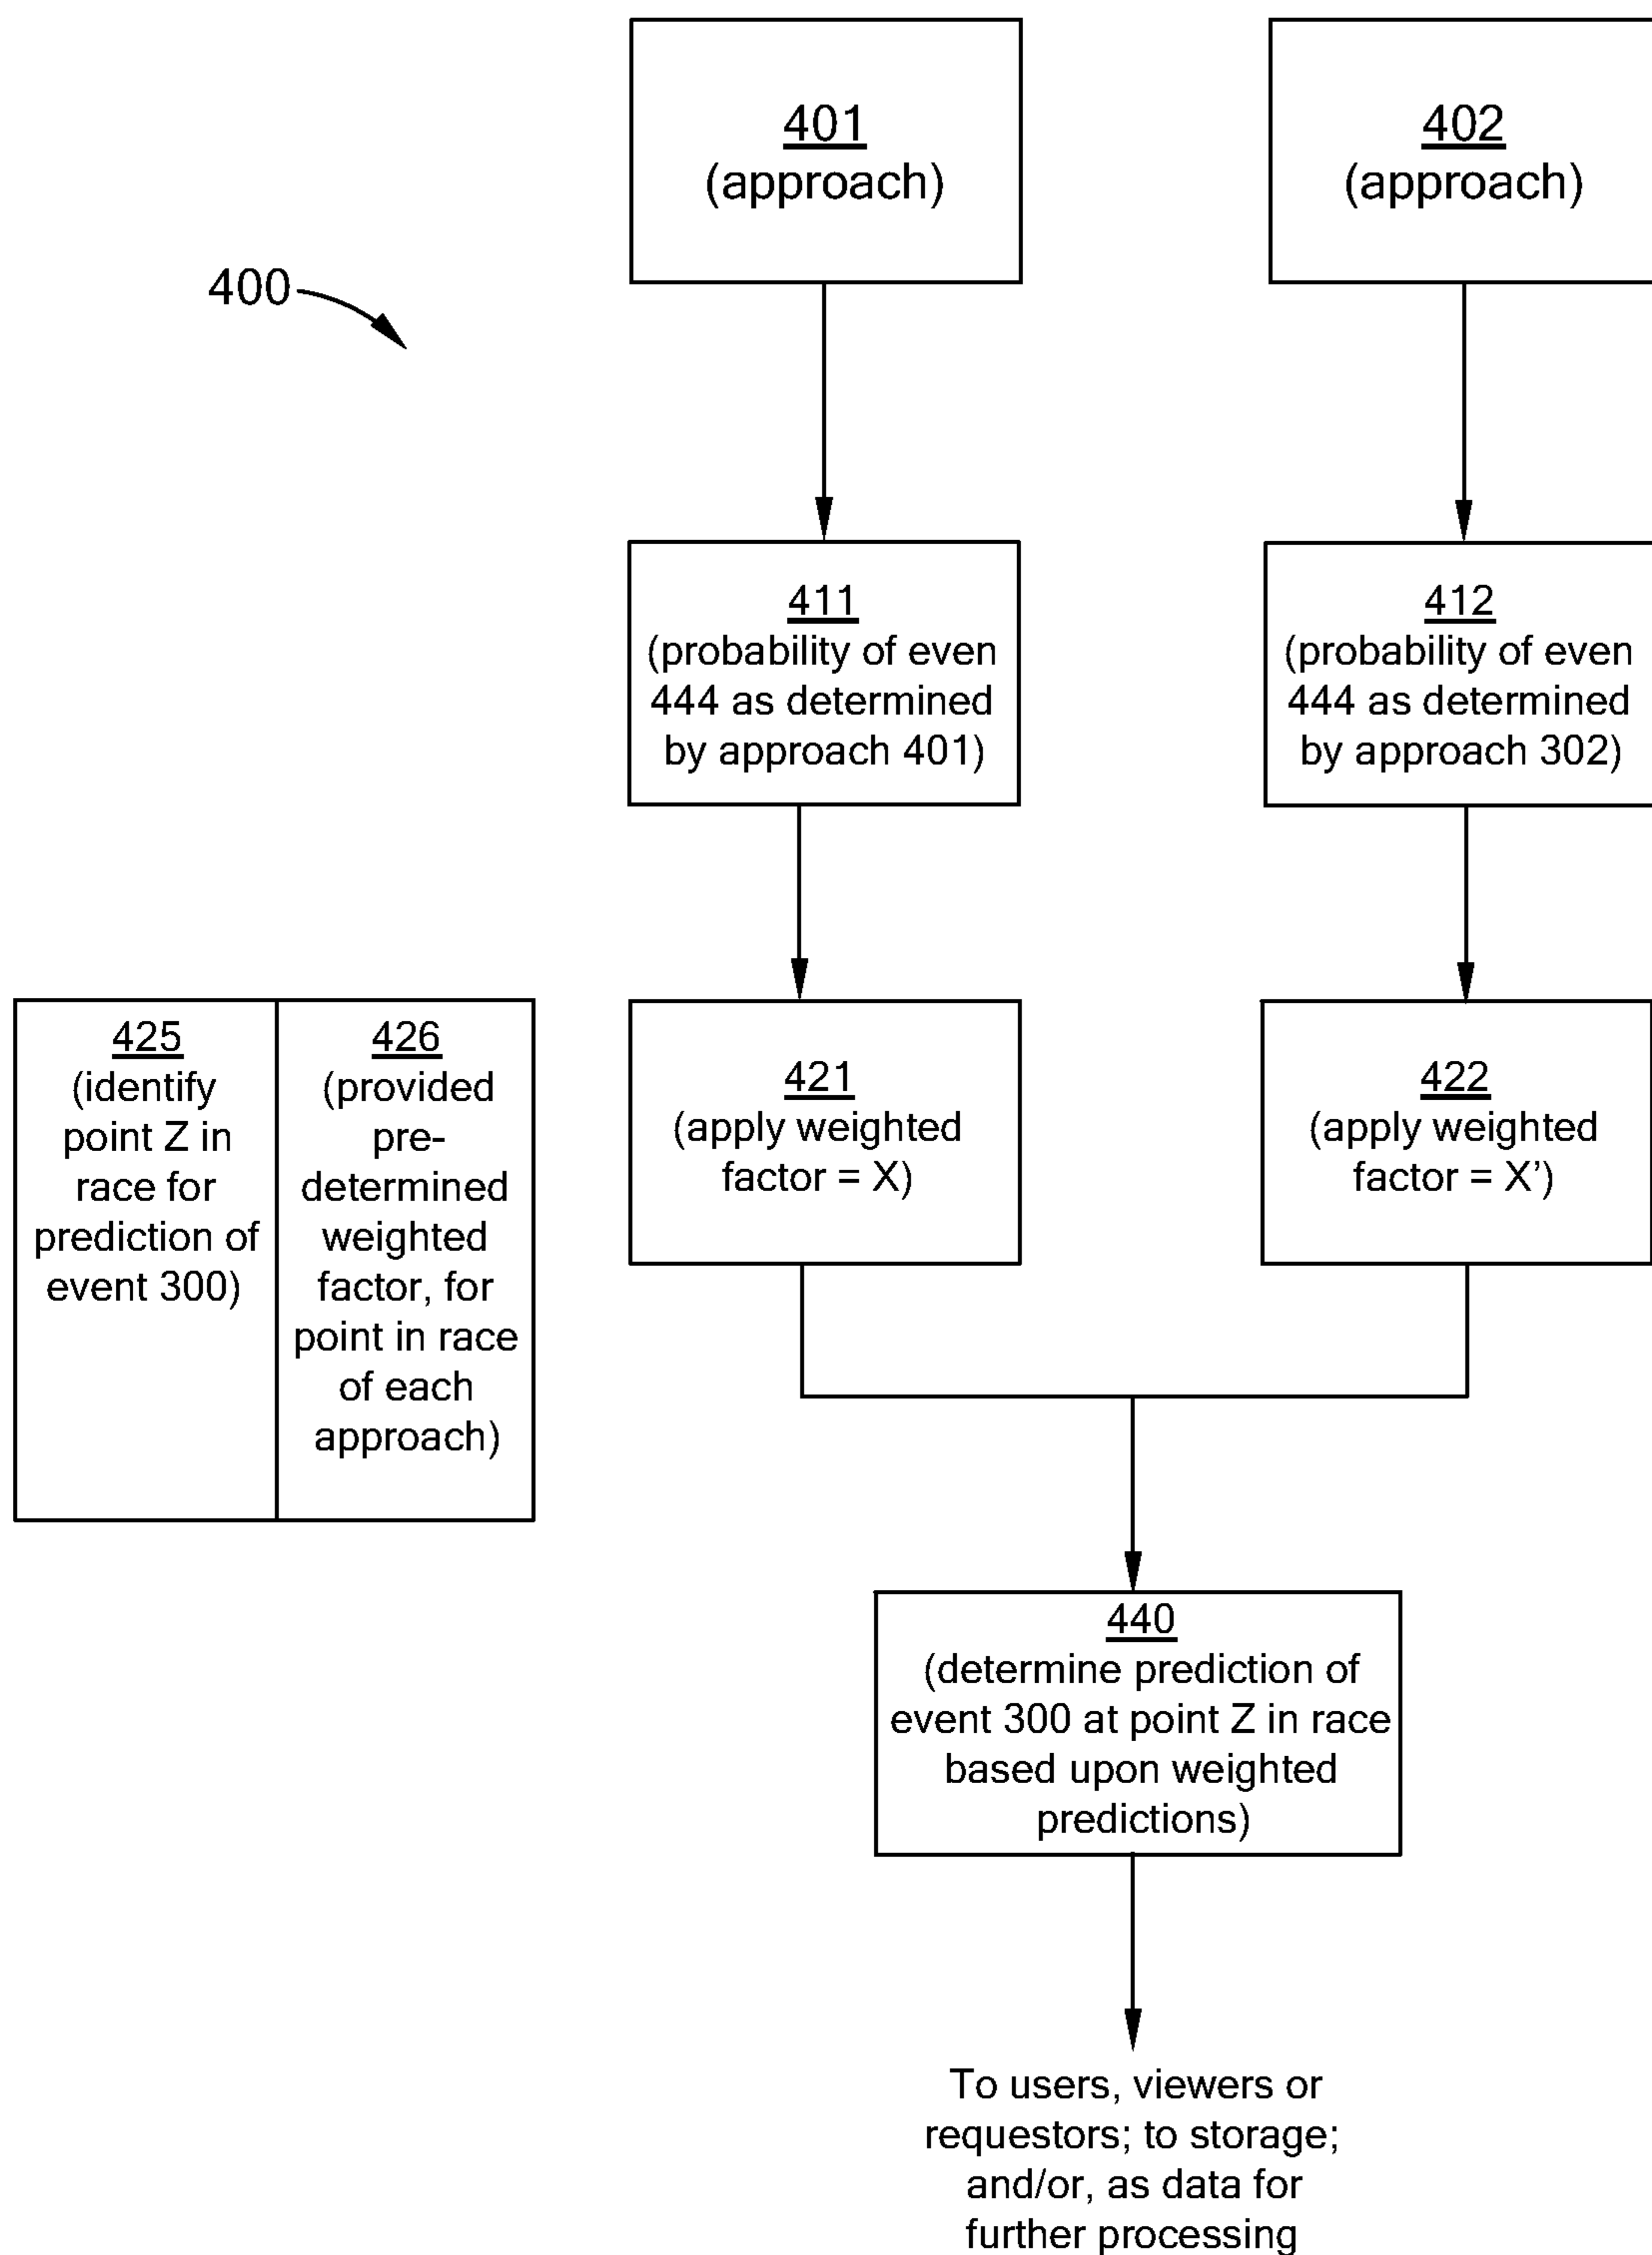 401
(approach)
402
(approach)
400
411
(probability of even
444 as determined
by approach 401)
412
(probability of even
444 as determined
by approach 302)
425
(identify
point Z in
race for
prediction of
event 300)
426
(provided
pre-
determined
weighted
factor, for
point in race
of each
approach)
421
(apply weighted
factor = X)
422
(apply weighted
factor = X’)
440
(determine prediction of
event 300 at point Z in race
based upon weighted
predictions)
To users, viewers or
requestors; to storage;
and/or, as data for
further processing